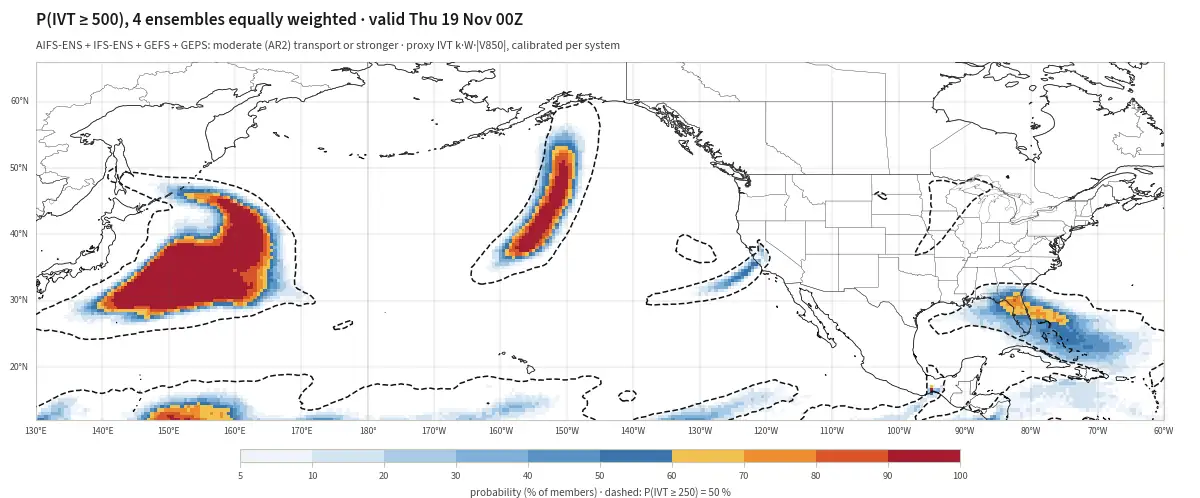 P(IVT ≥ 500), 4 ensembles equally weighted · valid Thu 19 Nov 00Z
AIFS-ENS + IFS-ENS + GEFS + GEPS: moderate (AR2) transport or stronger · proxy IVT k·W·|V850|, calibrated per system
60°N
50°N
40°N
30°N
20°N
130°E 140°E 150°E 160°E 170°E 180° 170°W 160°W 150°W 140°W 130°W 120°W 110°W 100°W 90°W 80°W 70°W 60°W
5 10 20 30 40 50 60 70 80 90 100
probability (% of members) · dashed: P(IVT ≥ 250) = 50 %